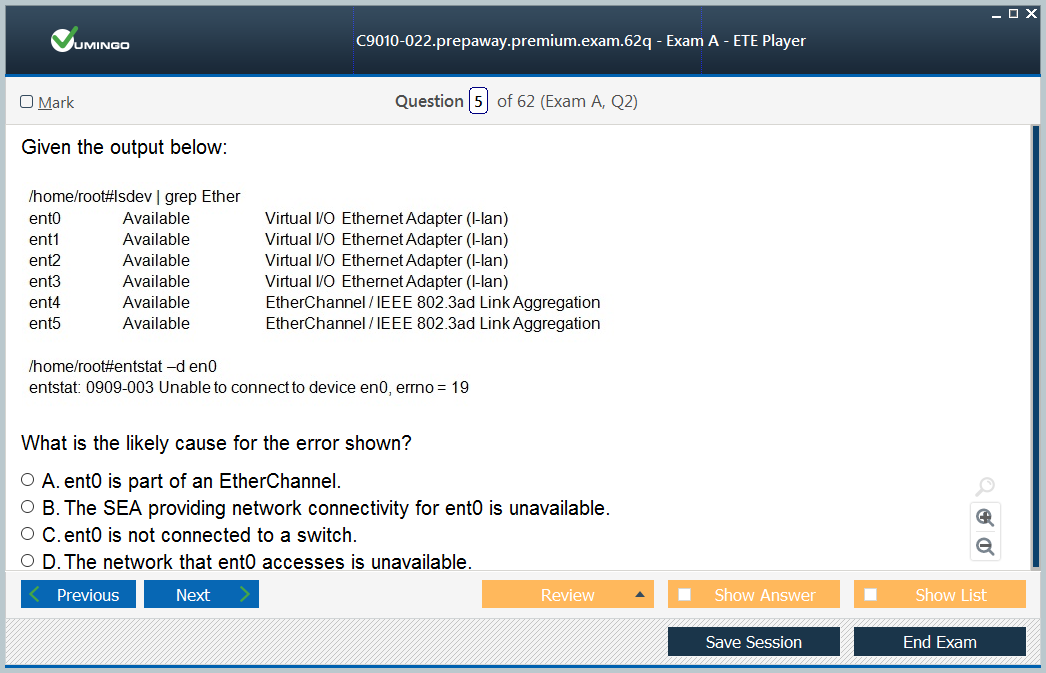 VUMINGO
C9010-022.prepaway.premium.exam.62q - Exam A - ETE Player
Mark
Question 5 of 62 (Exam A, Q2)
Given the output below:
/home/root#lsdev | grep Ether
ent0 Available Virtual I/O Ethernet Adapter (l-lan)
ent1 Available Virtual I/O Ethernet Adapter (l-lan)
ent2 Available Virtual I/O Ethernet Adapter (l-lan)
ent3 Available Virtual I/O Ethernet Adapter (l-lan)
ent4 Available EtherChannel / IEEE 802.3ad Link Aggregation
ent5 Available EtherChannel / IEEE 802.3ad Link Aggregation
/home/root#entstat –d en0
entstat: 0909-003 Unable to connect to device en0, errno = 19
What is the likely cause for the error shown?
A. ent0 is part of an EtherChannel.
B. The SEA providing network connectivity for ent0 is unavailable.
C. ent0 is not connected to a switch.
D. The network that ent0 accesses is unavailable.
Previous Next Review Show Answer Show List
Save Session End Exam